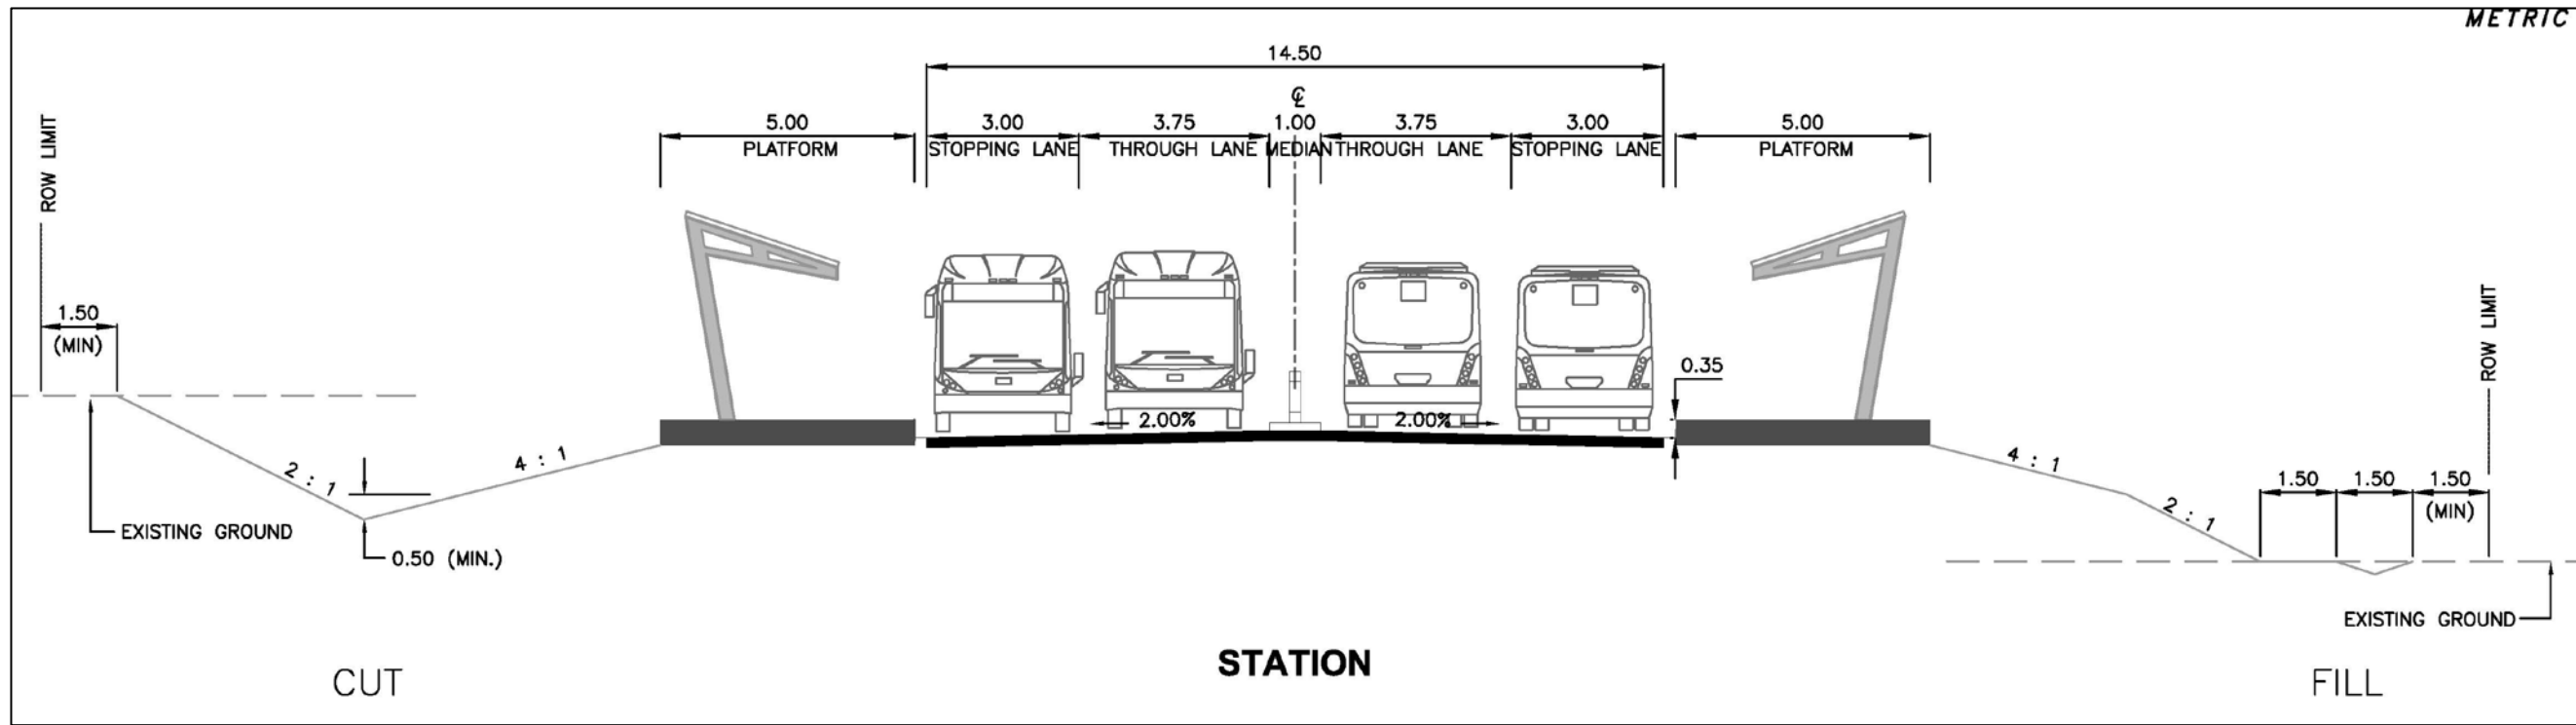 METRIC
14.50
℄
5.00
3.00
3.75
1.00
3.75
3.00
5.00
PLATFORM
STOPPING LANE
THROUGH LANE
MEDIAN
THROUGH LANE
STOPPING LANE
PLATFORM
ROW LIMIT
1.50
(MIN)
ROW LIMIT
0.35
2.00%
2.00%
2 : 1
4 : 1
4 : 1
2 : 1
1.50
1.50
1.50
(MIN)
EXISTING GROUND
0.50 (MIN.)
EXISTING GROUND
CUT
STATION
FILL